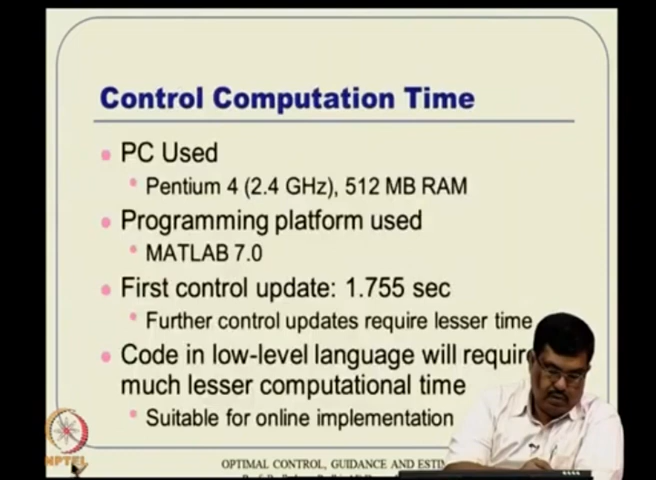 Control Computation Time
PC Used
Pentium 4 (2.4 GHz), 512 MB RAM
Programming platform used
MATLAB 7.0
First control update: 1.755 sec
Further control updates require lesser time
Code in low-level language will requir
much lesser computational time
Suitable for online implementation
NPTEL
OPTIMAL CONTROL, GUIDANCE AND ESTIM